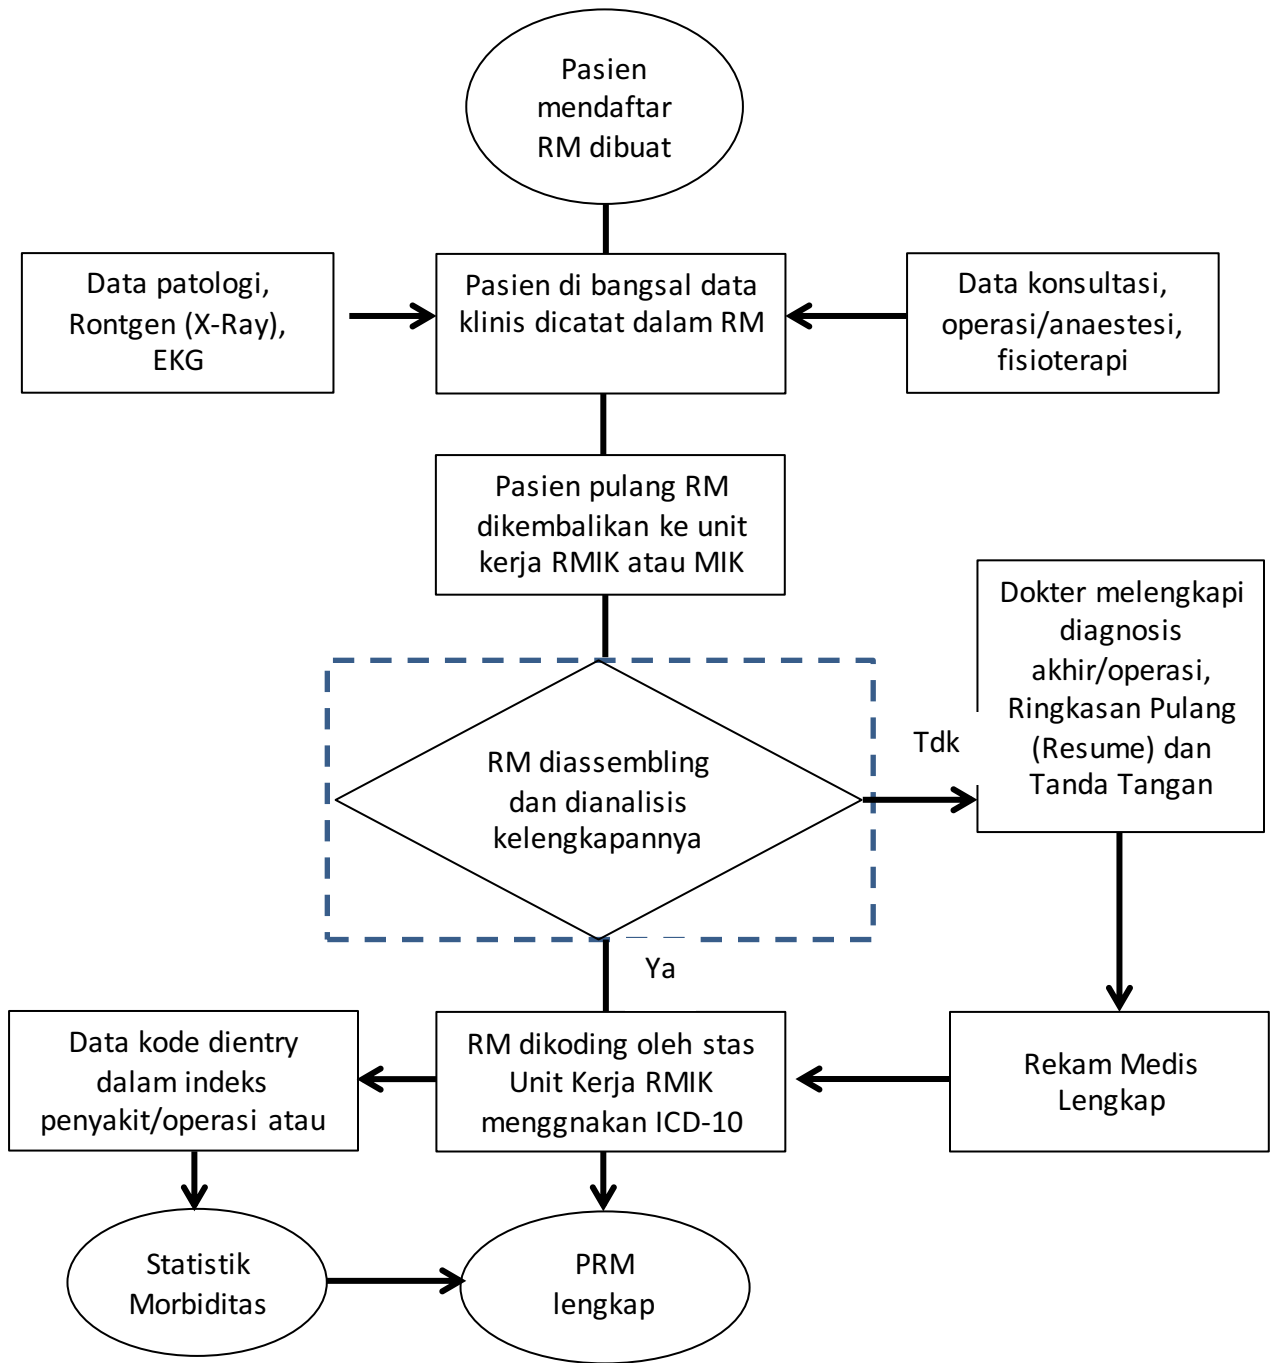 Pasien
mendaftar
RM dibuat
Data patologi,
Rontgen (X-Ray),
EKG
Pasien di bangsal data
klinis dicatat dalam RM
Data konsultasi,
operasi/anaestesi,
fisioterapi
Pasien pulang RM
dikembalikan ke unit
kerja RMIK atau MIK
Dokter melengkapi
diagnosis
akhir/operasi,
Ringkasan Pulang
(Resume) dan
Tanda Tangan
Tdk
RM diassembling
dan dianalisis
kelengkapannya
Ya
Data kode dientry
dalam indeks
penyakit/operasi atau
RM dikoding oleh stas
Unit Kerja RMIK
menggnakan ICD-10
Rekam Medis
Lengkap
Statistik
Morbiditas
PRM
lengkap